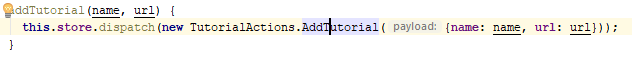 addTutorial(name, url) {
this.store.dispatch(new TutorialActions.AddTutorial( payload: {name: name, url: url}));
}